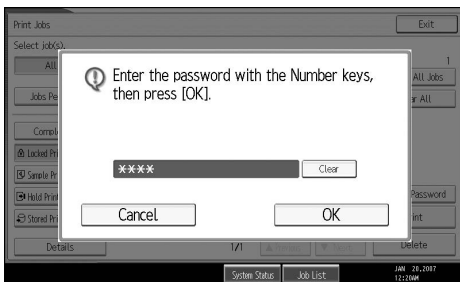 Print Jobs
Exit
Select job(s).
All
1
All Jobs
Enter the password with the Number keys,
then press [OK].
Jobs Pe
ar All
Compl
Locked Pri
✕✕✕✕
Clear
Sample Pr
Hold Print
Password
Stored Pri
Cancel
OK
int
Details
1/1
Delete
System Status
Job List
JAN 20,2007
12:20AM